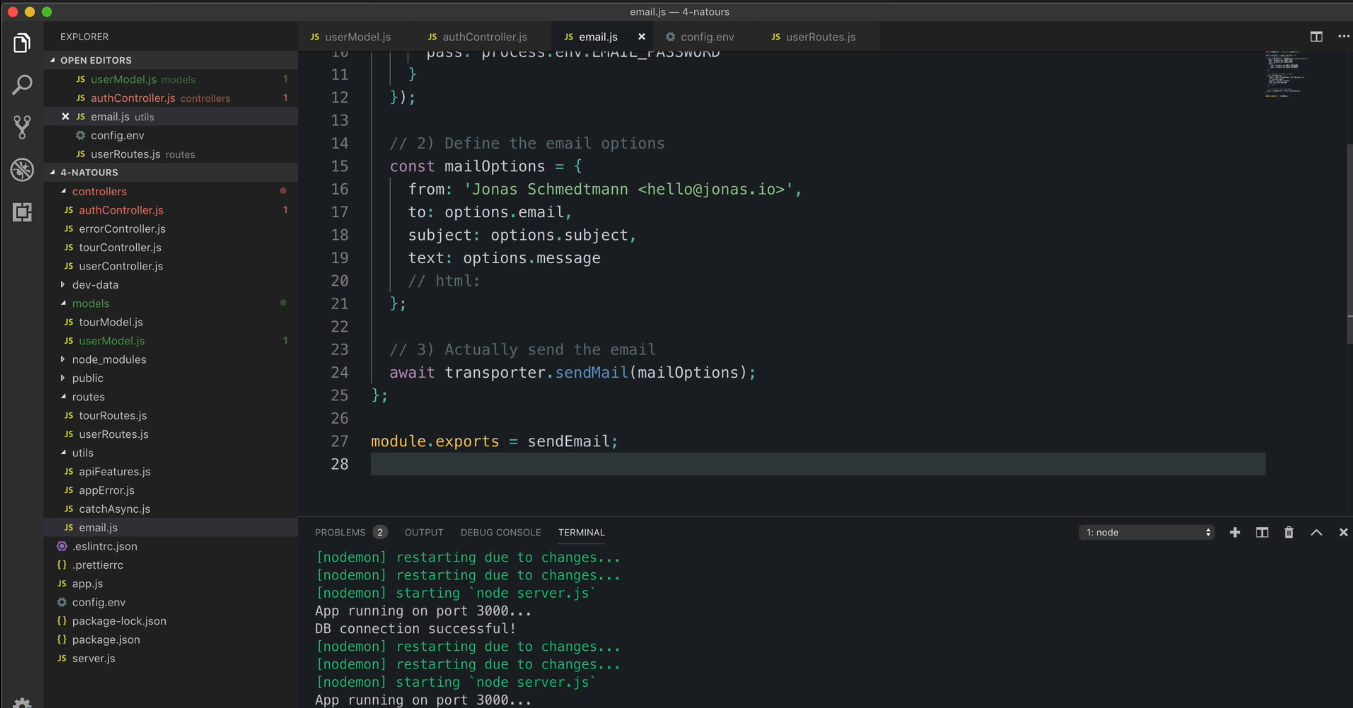 email.js — 4-natours
EXPLORER
OPEN EDITORS
JS userModel.js models 1
JS authController.js controllers 1
JS email.js utils
config.env
JS userRoutes.js routes
4-NATOURS
controllers
JS authController.js 1
JS errorController.js
JS tourController.js
JS userController.js
dev-data
models
JS tourModel.js
JS userModel.js 1
node_modules
public
routes
JS tourRoutes.js
JS userRoutes.js
utils
JS apiFeatures.js
JS appError.js
JS catchAsync.js
JS email.js
.eslintrc.json
{} .prettierrc
JS app.js
config.env
{} package-lock.json
{} package.json
JS server.js
JS userModel.js JS authController.js JS email.js config.env JS userRoutes.js
10 pass: process.env.EMAIL_PASSWORD
11 }
12 });
13
14 // 2) Define the email options
15 const mailOptions = {
16 from: 'Jonas Schmedtmann <hello@jonas.io>',
17 to: options.email,
18 subject: options.subject,
19 text: options.message
20 // html:
21 };
22
23 // 3) Actually send the email
24 await transporter.sendMail(mailOptions);
25 };
26
27 module.exports = sendEmail;
28
PROBLEMS 2 OUTPUT DEBUG CONSOLE TERMINAL 1: node
[nodemon] restarting due to changes...
[nodemon] restarting due to changes...
[nodemon] starting `node server.js`
App running on port 3000...
DB connection successful!
[nodemon] restarting due to changes...
[nodemon] restarting due to changes...
[nodemon] starting `node server.js`
App running on port 3000...